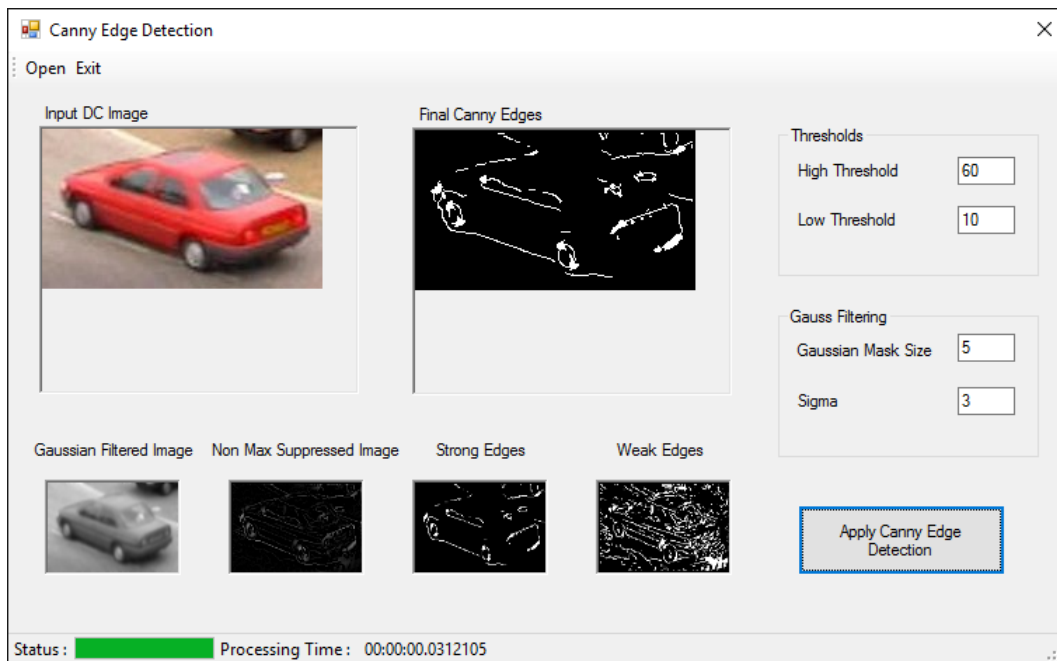 Canny Edge Detection
Open Exit
Input DC Image
Final Canny Edges
Thresholds
High Threshold 60
Low Threshold 10
Gauss Filtering
Gaussian Mask Size 5
Sigma 3
Gaussian Filtered Image
Non Max Suppressed Image
Strong Edges
Weak Edges
Apply Canny Edge
Detection
Status : Processing Time : 00:00:00.0312105